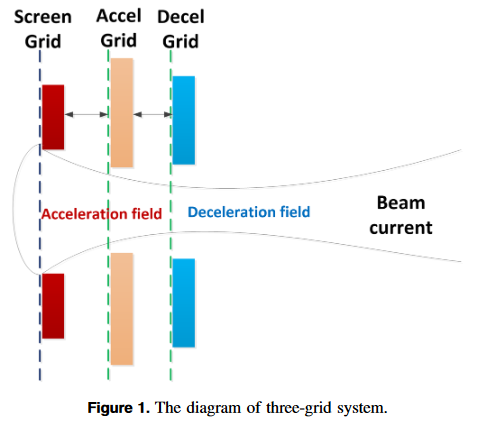 Screen Accel Decel
Grid Grid Grid
Acceleration field Deceleration field
Beam
current
Figure 1. The diagram of three-grid system.